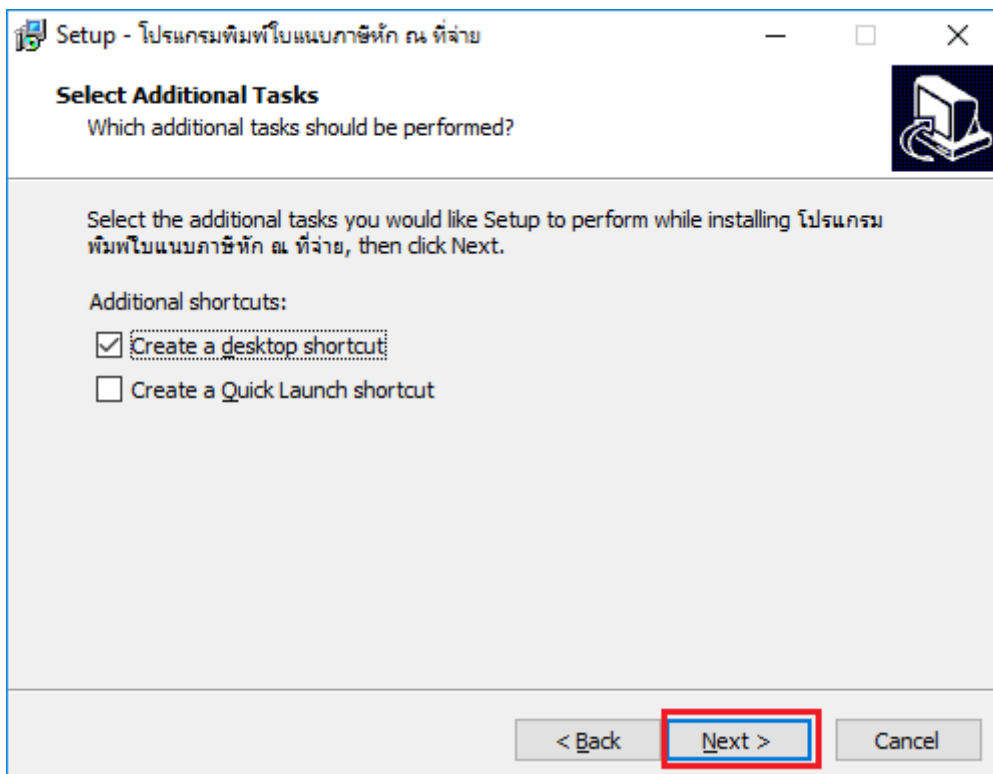 Setup - โปรแกรมพิมพ์ใบแนบภาษีหัก ณ ที่จ่าย
Select Additional Tasks
Which additional tasks should be performed?
Select the additional tasks you would like Setup to perform while installing โปรแกรม
พิมพ์ใบแนบภาษีหัก ณ ที่จ่าย, then click Next.
Additional shortcuts:
Create a desktop shortcut
Create a Quick Launch shortcut
< Back
Next >
Cancel